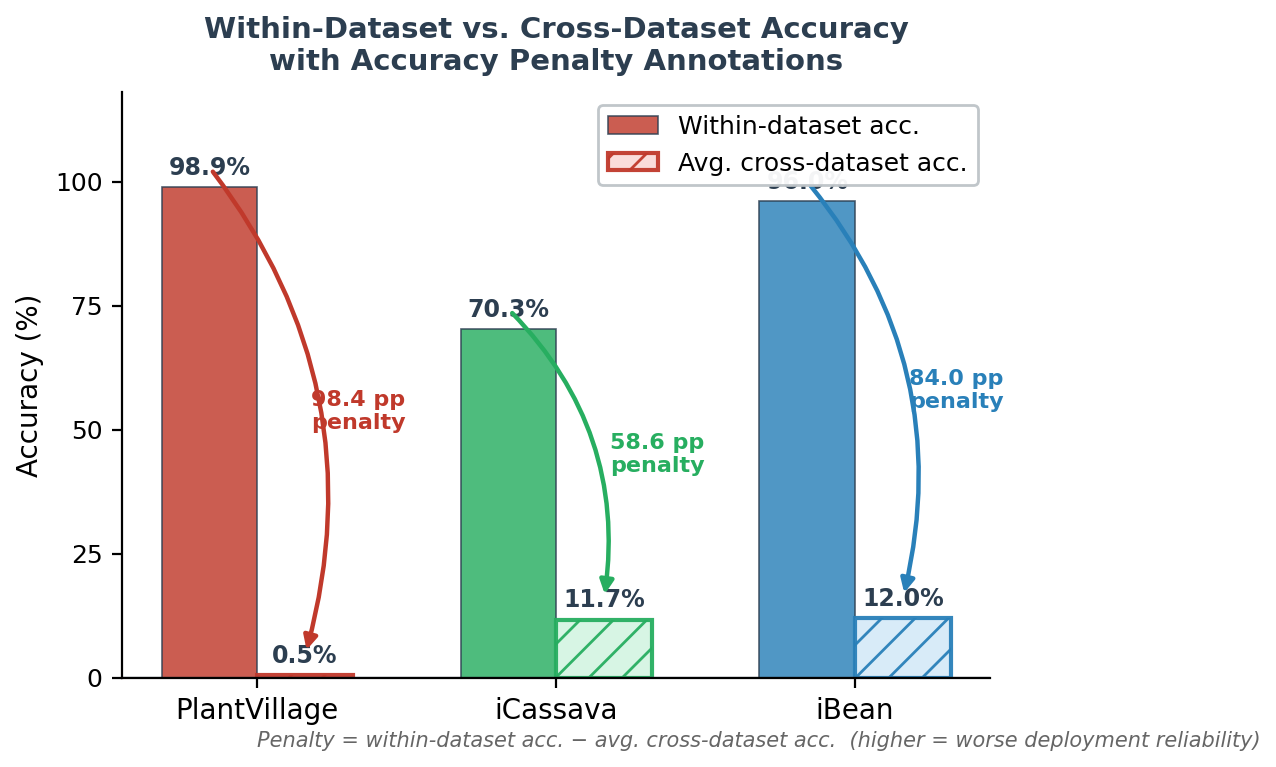 Within-Dataset vs. Cross-Dataset Accuracy
with Accuracy Penalty Annotations
Within-dataset acc.
Avg. cross-dataset acc.
Accuracy (%)
100
75
50
25
0
98.9%
98.4 pp
penalty
0.5%
70.3%
58.6 pp
penalty
11.7%
96.0%
84.0 pp
penalty
12.0%
PlantVillage
iCassava
iBean
Penalty = within-dataset acc. − avg. cross-dataset acc. (higher = worse deployment reliability)